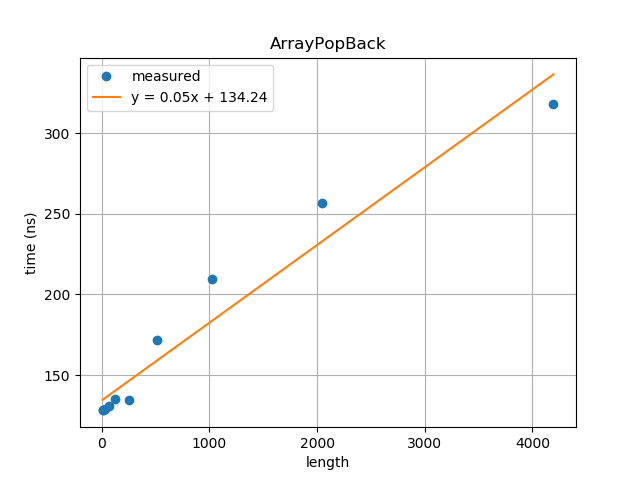 ArrayPopBack
measured
y = 0.05x + 134.24
300
250
200
150
time (ns)
0 1000 2000 3000 4000
length